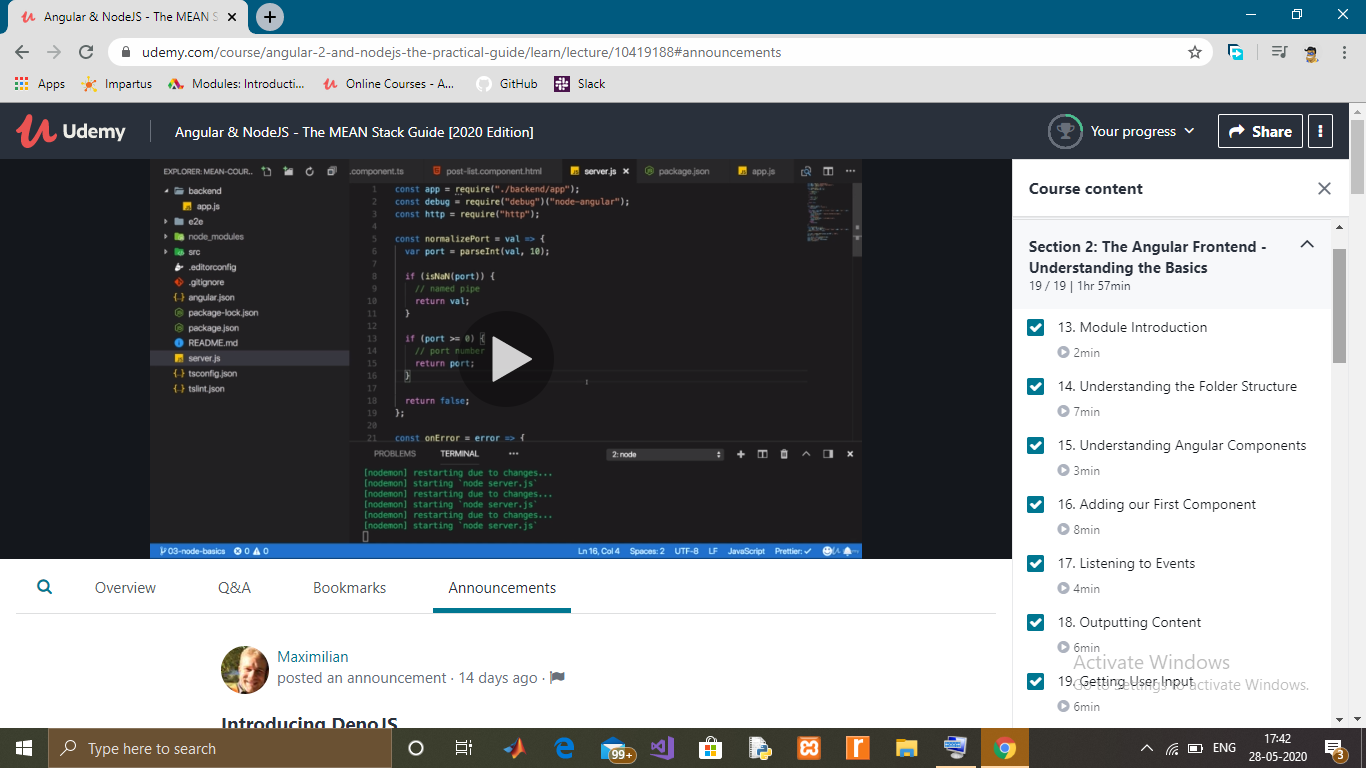 Angular & NodeJS - The MEAN S
udemy.com/course/angular-2-and-nodejs-the-practical-guide/learn/lecture/10419188#announcements
Apps
Impartus
Modules: Introducti...
Online Courses - A...
GitHub
Slack
Udemy
Angular & NodeJS - The MEAN Stack Guide [2020 Edition]
Your progress
Share
EXPLORER: MEAN-COUR..
backend
app.js
e2e
node_modules
src
.editorconfig
.gitignore
angular.json
package-lock.json
package.json
README.md
server.js
tsconfig.json
tslint.json
.component.ts
post-list.component.html
server.js
package.json
app.js
1 const app = require("./backend/app");
2 const debug = require("debug")("node-angular");
3 const http = require("http");
4
5 const normalizePort = val => {
6 var port = parseInt(val, 10);
7
8 if (isNaN(port)) {
9 // named pipe
10 return val;
11 }
12
13 if (port >= 0) {
14 // port number
15 return port;
16 }
17
18 return false;
19 };
20
21 const onError = error => {
PROBLEMS
TERMINAL
2: node
[nodemon] restarting due to changes...
[nodemon] starting `node server.js`
[nodemon] restarting due to changes...
[nodemon] starting `node server.js`
[nodemon] restarting due to changes...
[nodemon] starting `node server.js`
03-node-basics
0
0
Ln 16, Col 4
Spaces: 2
UTF-8
LF
JavaScript
Prettier: ✓
Course content
Section 2: The Angular Frontend -
Understanding the Basics
19 / 19 | 1hr 57min
13. Module Introduction
2min
14. Understanding the Folder Structure
7min
15. Understanding Angular Components
3min
16. Adding our First Component
8min
17. Listening to Events
4min
18. Outputting Content
6min
19. Getting User Input
6min
Activate Windows
Go to Settings to activate Windows.
Overview
Q&A
Bookmarks
Announcements
Maximilian
posted an announcement · 14 days ago ·
Introducing DenoJS
Type here to search
99+
ENG
17:42
28-05-2020
3